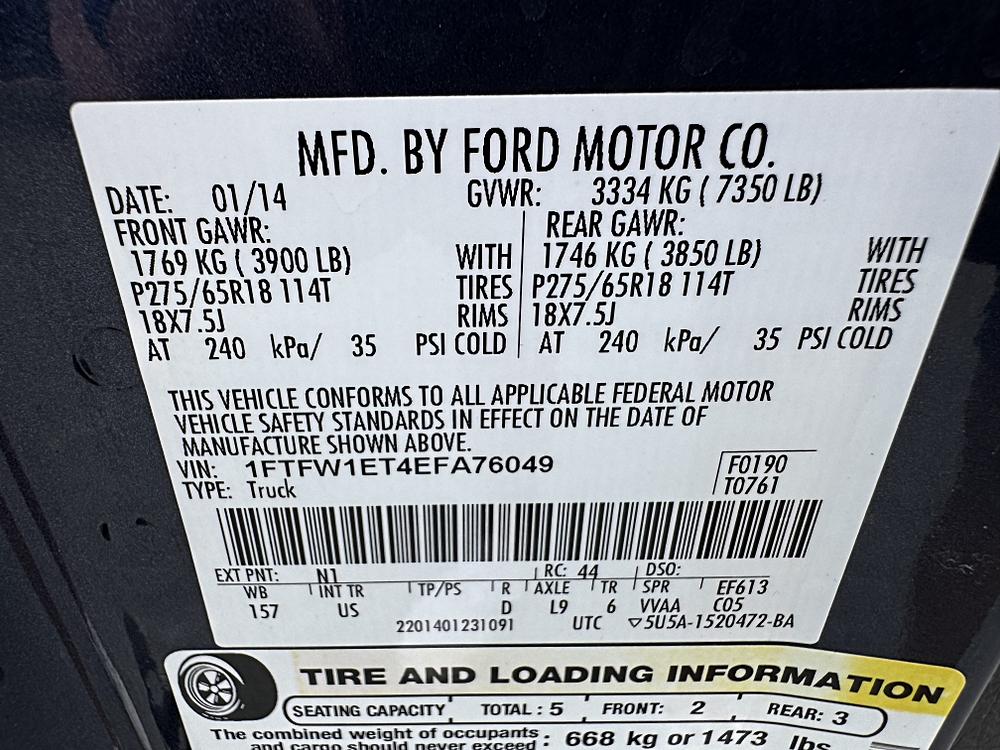 MFD. BY FORD MOTOR CO.
DATE: 01/14 GVWR: 3334 KG ( 7350 LB)
FRONT GAWR: REAR GAWR:
1769 KG ( 3900 LB) WITH 1746 KG ( 3850 LB) WITH
P275/65R18 114T TIRES P275/65R18 114T TIRES
18X7.5J RIMS 18X7.5J RIMS
AT 240 kPa/ 35 PSI COLD AT 240 kPa/ 35 PSI COLD
THIS VEHICLE CONFORMS TO ALL APPLICABLE FEDERAL MOTOR
VEHICLE SAFETY STANDARDS IN EFFECT ON THE DATE OF
MANUFACTURE SHOWN ABOVE.
VIN: 1FTFW1ET4EFA76049 F0190
TYPE: Truck T0761
EXT PNT: N1 RC: 44 DSO:
WB INT TR TP/PS R AXLE TR SPR EF613
157 US D L9 6 VVAA C05
2201401231091 UTC ▽5U5A-1520472-BA
TIRE AND LOADING INFORMATION
SEATING CAPACITY TOTAL : 5 FRONT: 2 REAR: 3
The combined weight of occupants
and cargo should never exceed : 668 kg or 1473 lbs